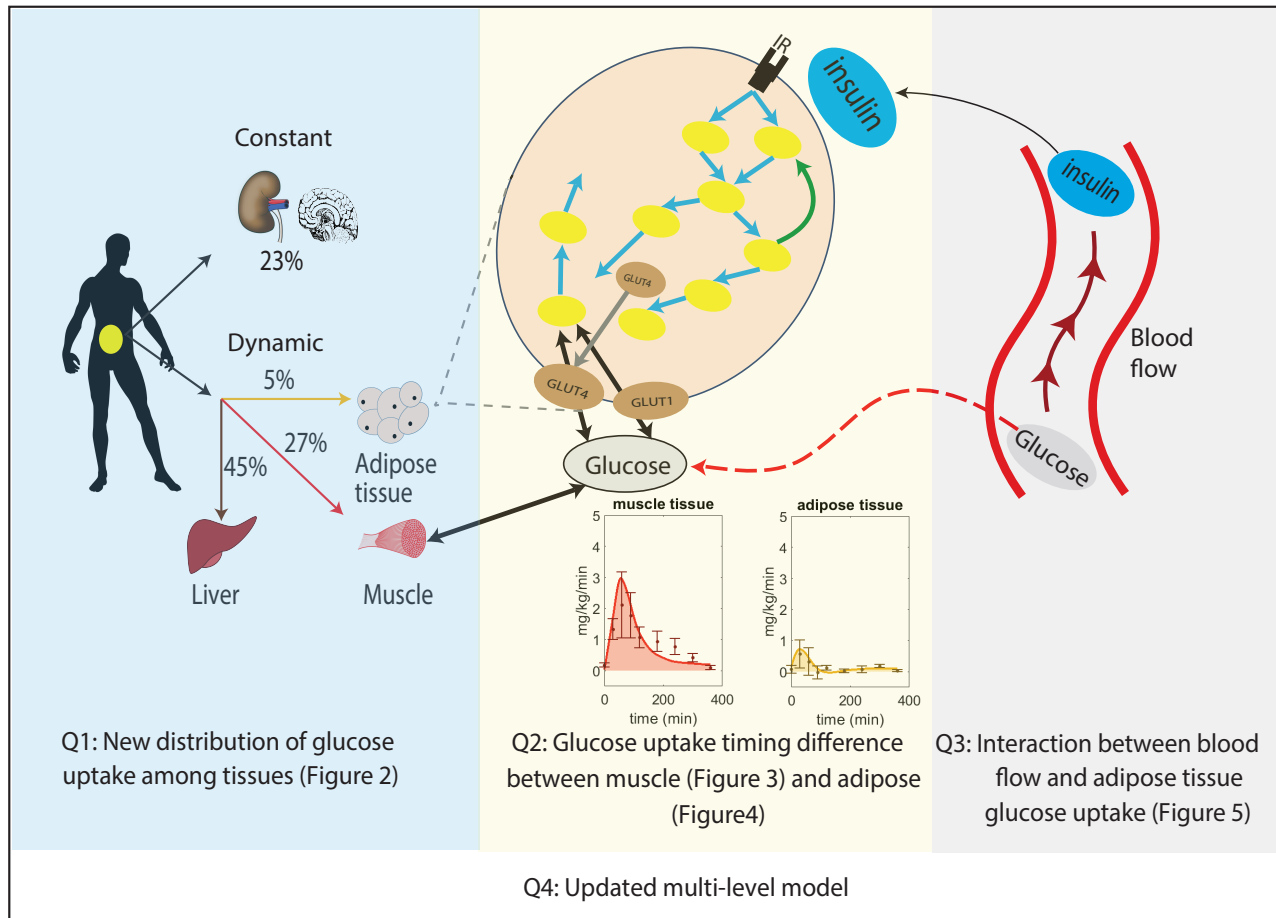 Constant
23%
Dynamic
5%
27%
45%
Adipose
tissue
Liver
Muscle
IR
insulin
GLUT4
GLUT4
GLUT1
Glucose
insulin
Blood
flow
Glucose
muscle tissue
5
4
3
2
1
0
mg/kg/min
0 200 400
time (min)
adipose tissue
5
4
3
2
1
0
mg/kg/min
0 200 400
time (min)
Q1: New distribution of glucose
uptake among tissues (Figure 2)
Q2: Glucose uptake timing difference
between muscle (Figure 3) and adipose
(Figure4)
Q3: Interaction between blood
flow and adipose tissue
glucose uptake (Figure 5)
Q4: Updated multi-level model